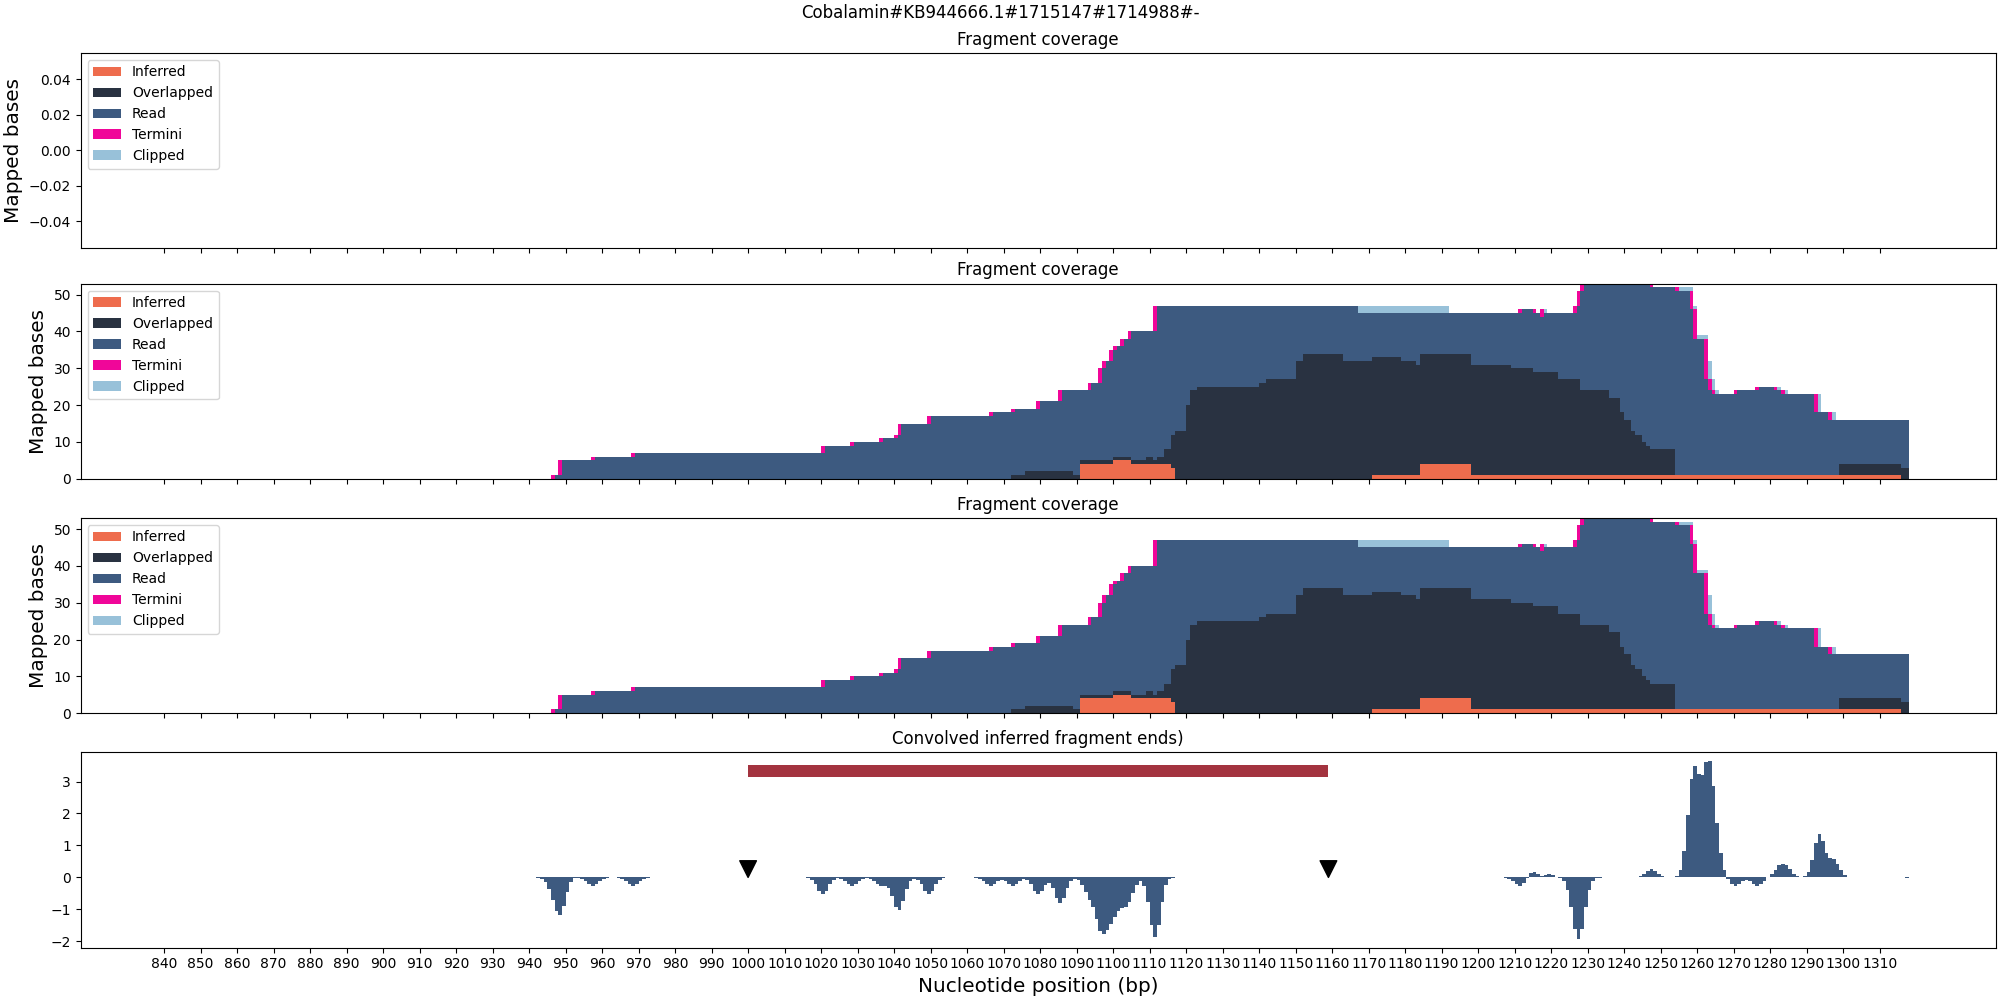 Cobalamin#KB944666.1#1715147#1714988#-
Fragment coverage
Mapped bases
0.04
0.02
0.00
−0.02
−0.04
Inferred
Overlapped
Read
Termini
Clipped
Fragment coverage
Mapped bases
50
40
30
20
10
0
Inferred
Overlapped
Read
Termini
Clipped
Fragment coverage
Mapped bases
50
40
30
20
10
0
Inferred
Overlapped
Read
Termini
Clipped
Convolved inferred fragment ends)
3
2
1
0
−1
−2
840 850 860 870 880 890 900 910 920 930 940 950 960 970 980 990 1000 1010 1020 1030 1040 1050 1060 1070 1080 1090 1100 1110 1120 1130 1140 1150 1160 1170 1180 1190 1200 1210 1220 1230 1240 1250 1260 1270 1280 1290 1300 1310
Nucleotide position (bp)